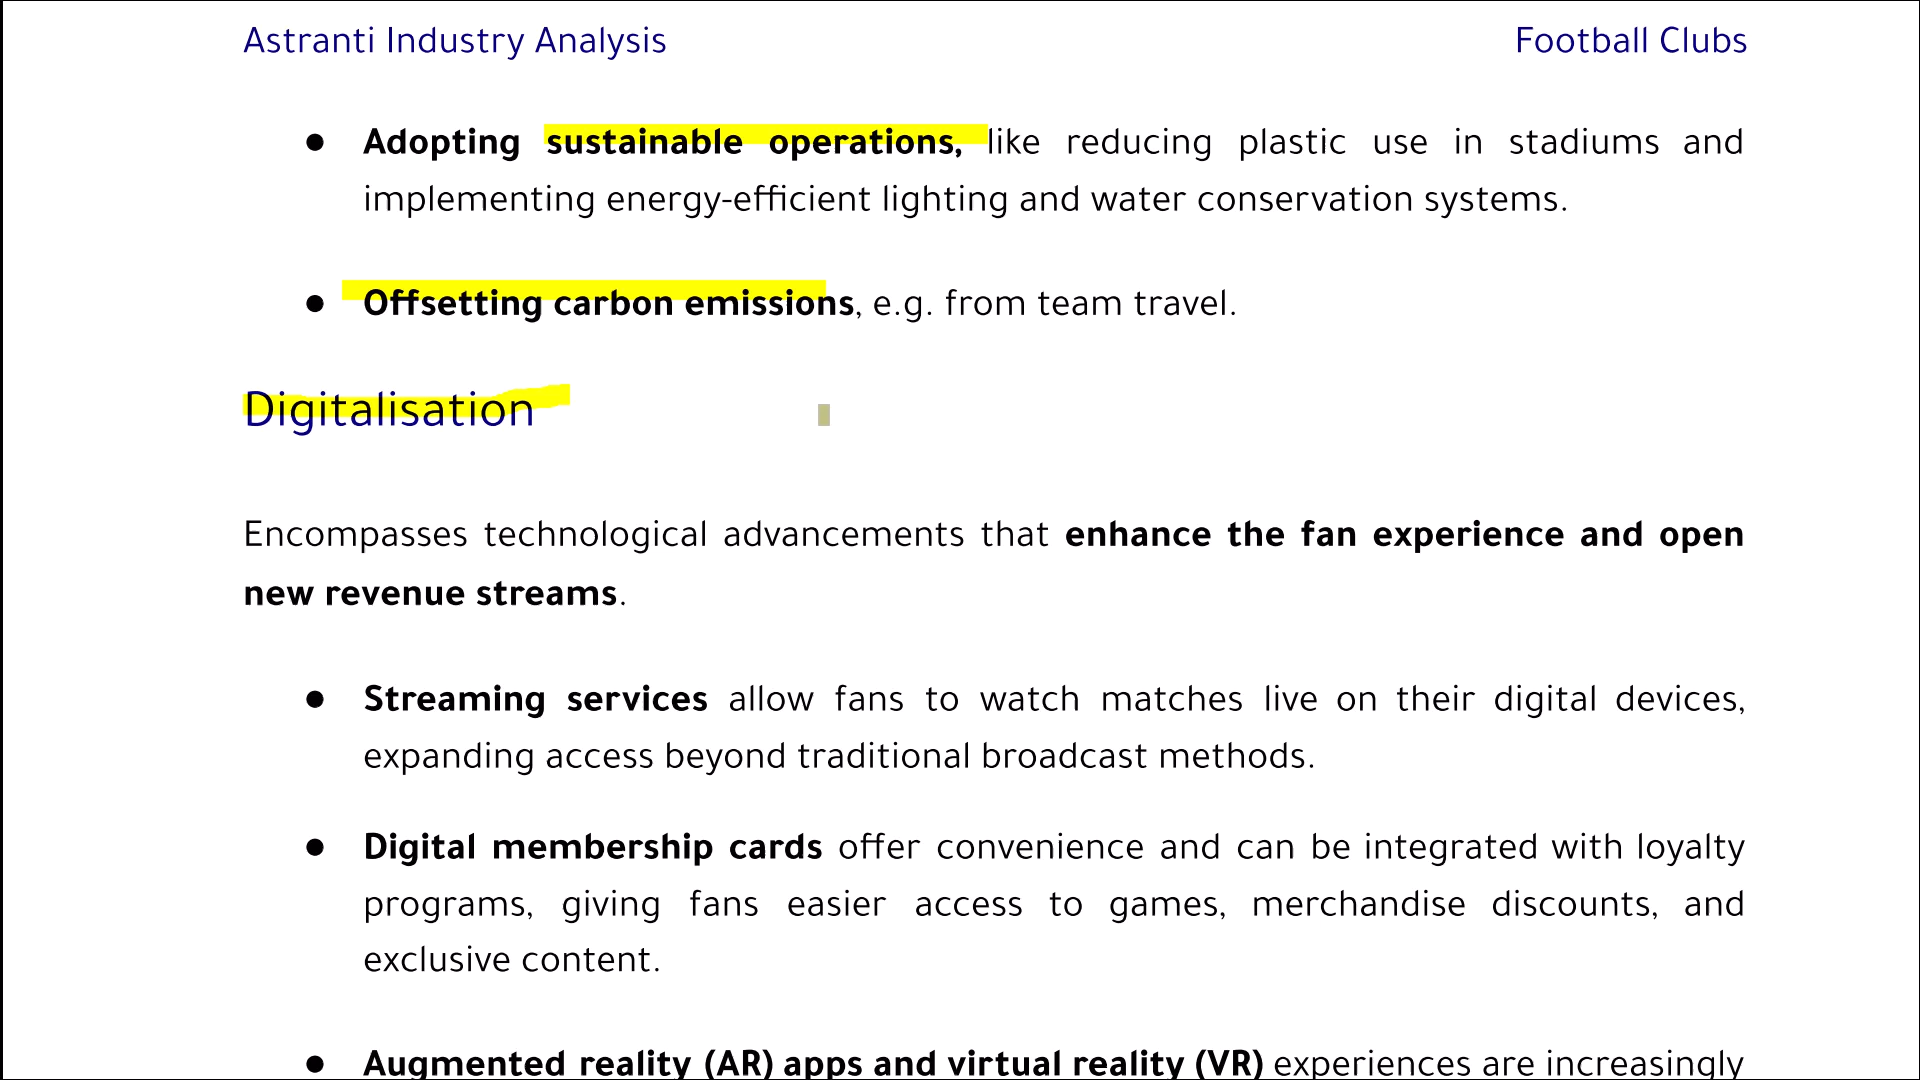 Astranti Industry Analysis Football Clubs
● Adopting sustainable operations, like reducing plastic use in stadiums and
implementing energy-efficient lighting and water conservation systems.
● Offsetting carbon emissions, e.g. from team travel.
Digitalisation
Encompasses technological advancements that enhance the fan experience and open
new revenue streams.
● Streaming services allow fans to watch matches live on their digital devices,
expanding access beyond traditional broadcast methods.
● Digital membership cards offer convenience and can be integrated with loyalty
programs, giving fans easier access to games, merchandise discounts, and
exclusive content.
● Augmented reality (AR) apps and virtual reality (VR) experiences are increasingly